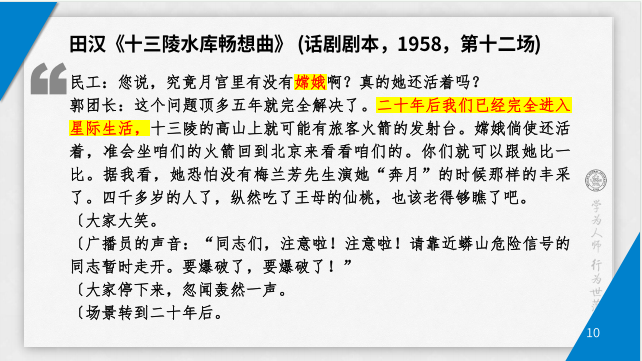 田汉《十三陵水库畅想曲》 (话剧剧本，1958，第十二场)
民工：您说，究竟月宫里有没有嫦娥啊？真的她还活着吗？
郭团长：这个问题顶多五年就完全解决了。二十年后我们已经完全进入
星际生活，十三陵的高山上就可能有旅客火箭的发射台。嫦娥倘使还活
着，准会坐咱们的火箭回到北京来看看咱们的。你们就可以跟她比一
比。据我看，她恐怕没有梅兰芳先生演她“奔月”的时候那样的丰采
了。四千多岁的人了，纵然吃了王母的仙桃，也该老得够瞧了吧。
〔大家大笑。
〔广播员的声音：“同志们，注意啦！注意啦！请靠近蟒山危险信号的
同志暂时走开。要爆破了，要爆破了！”
〔大家停下来，忽闻轰然一声。
〔场景转到二十年后。
学为人师 行为世
10